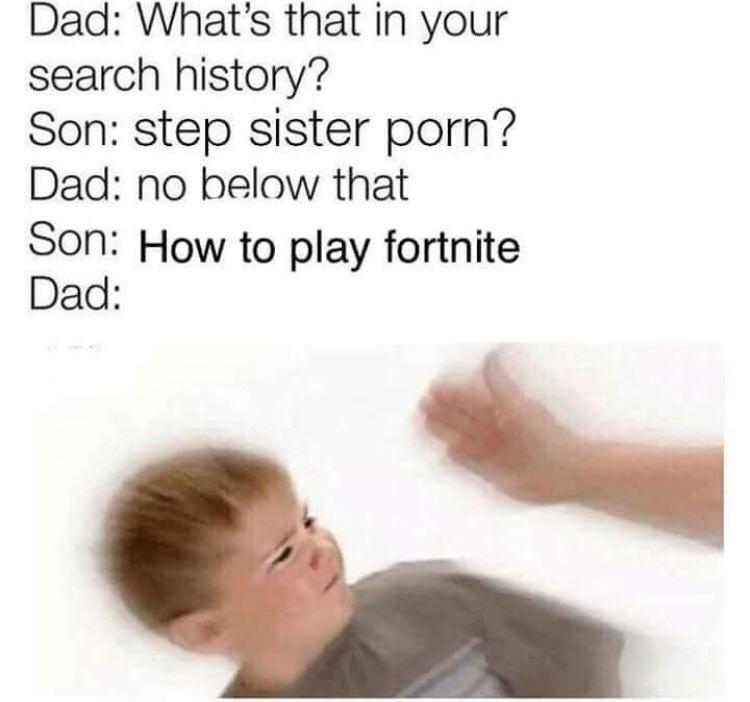 Dad: What's that in your
search history?
Son: step sister porn?
Dad: no below that
Son: How to play fortnite
Dad: